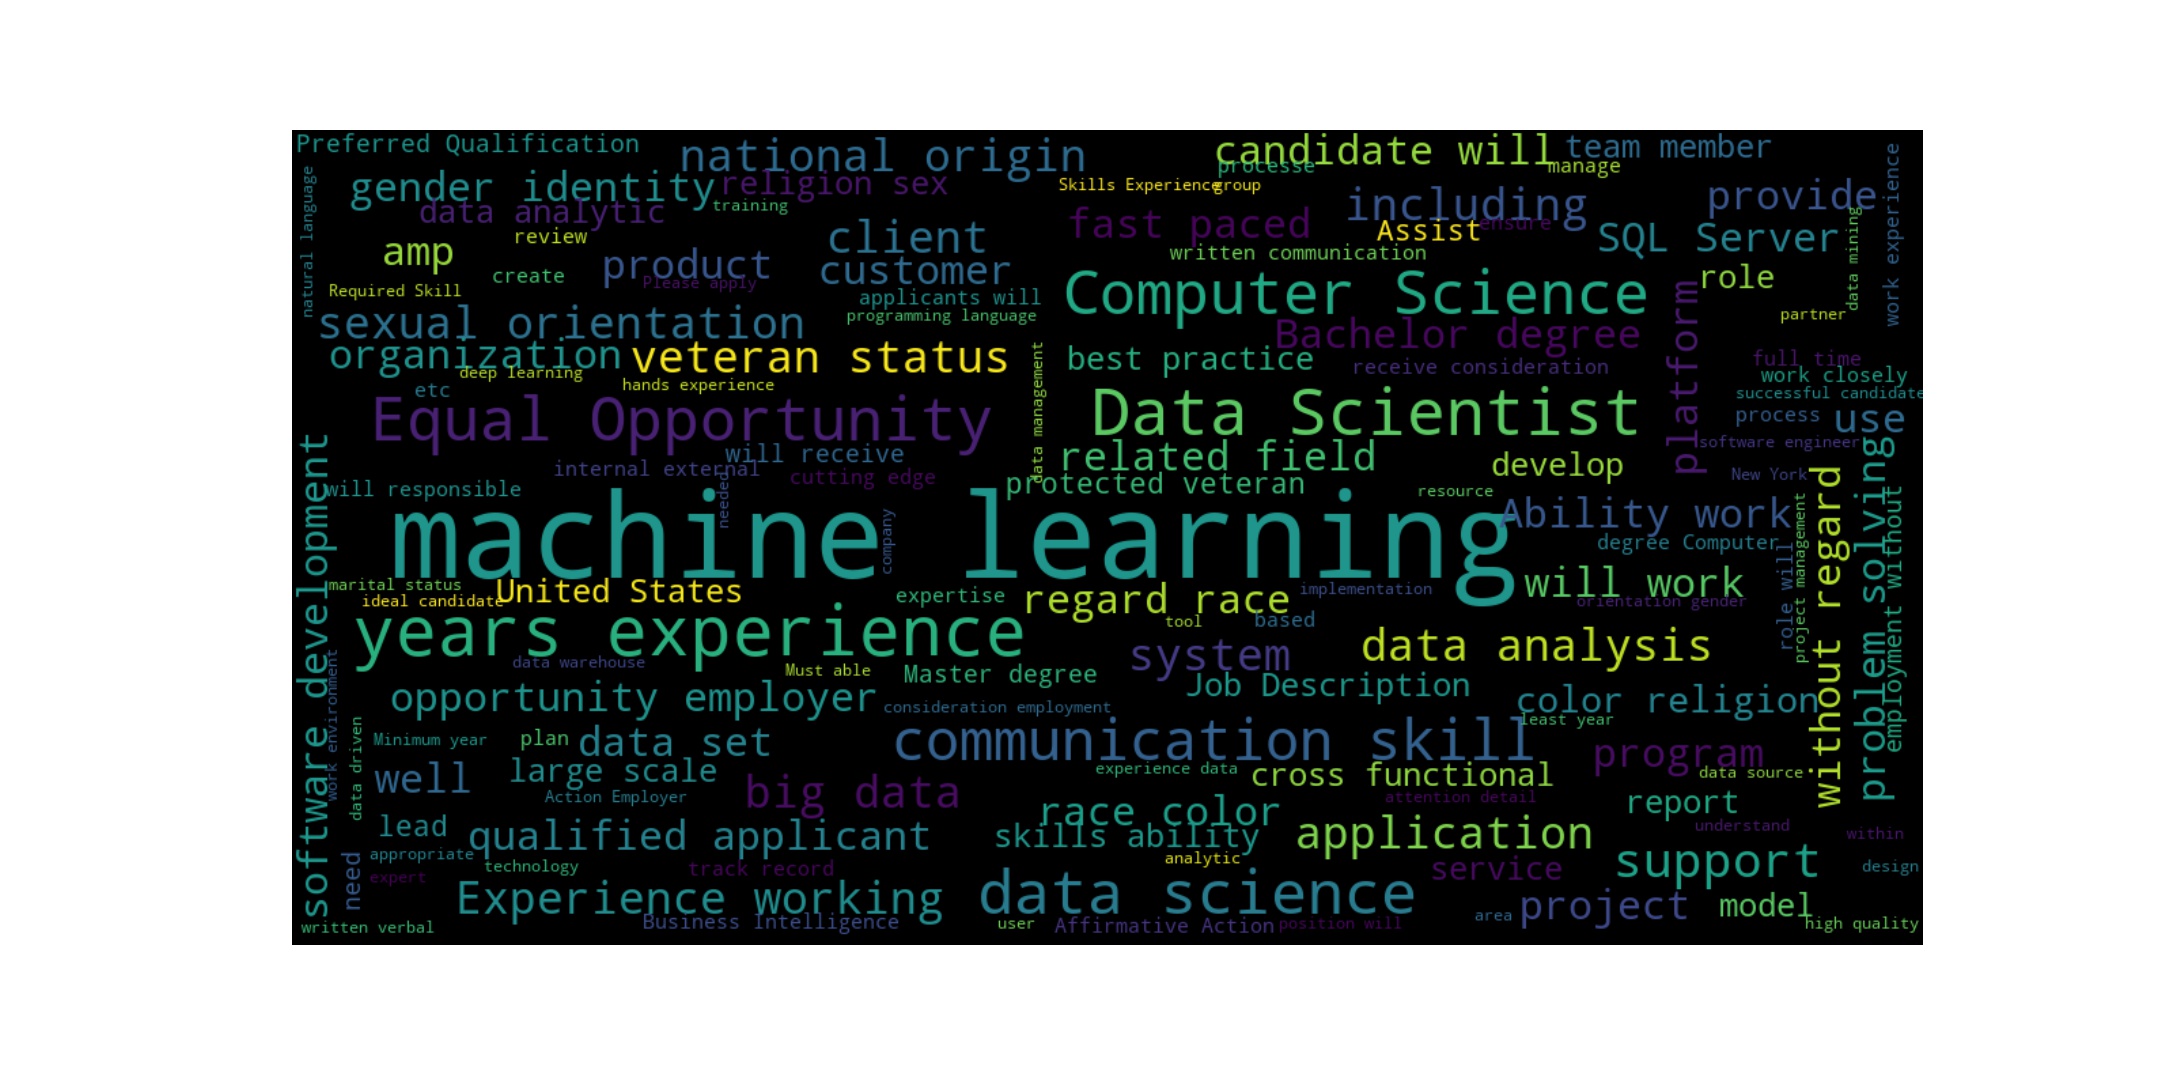 Preferred Qualification
national origin
candidate will
team member
processe
manage
natural language
gender identity
religion sex
Skills Experience
group
including
provide
work experience
data analytic
training
fast paced
ensure
Assist
SQL Server
data mining
amp
review
client
written communication
create
product
customer
Computer Science
role
Required Skill
Please apply
applicants will
platform
programming language
partner
sexual orientation
Bachelor degree
organization
veteran status
best practice
receive consideration
full time
deep learning
hands experience
data management
work closely
etc
successful candidate
Equal Opportunity
Data Scientist
process
use
software engineer
will receive
related field
internal external
cutting edge
develop
New York
will responsible
needed
protected veteran
resource
machine learning
company
Ability work
software development
degree Computer
without regard
problem solving
employment without
project management
role will
marital status
ideal candidate
United States
expertise
regard race
implementation
will work
orientation gender
years experience
tool
based
data analysis
data warehouse
Must able
Master degree
system
work environment
opportunity employer
Job Description
color religion
consideration employment
least year
data driven
Minimum year
plan
data set
communication skill
program
well
large scale
experience data
cross functional
data source
Action Employer
big data
attention detail
report
race color
lead
qualified applicant
skills ability
application
understand
within
need
appropriate
technology
track record
analytic
service
support
design
expert
Experience working
data science
project
model
written verbal
Business Intelligence
user
Affirmative Action
position will
area
high quality